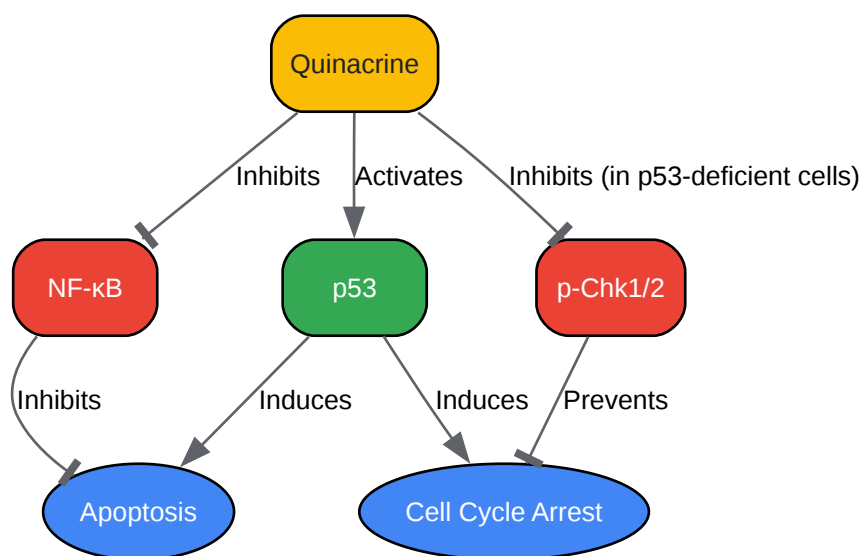 Quinacrine
Inhibits
Activates
Inhibits (in p53-deficient cells)
NF-κB
p53
p-Chk1/2
Inhibits
Induces
Induces
Prevents
Apoptosis
Cell Cycle Arrest